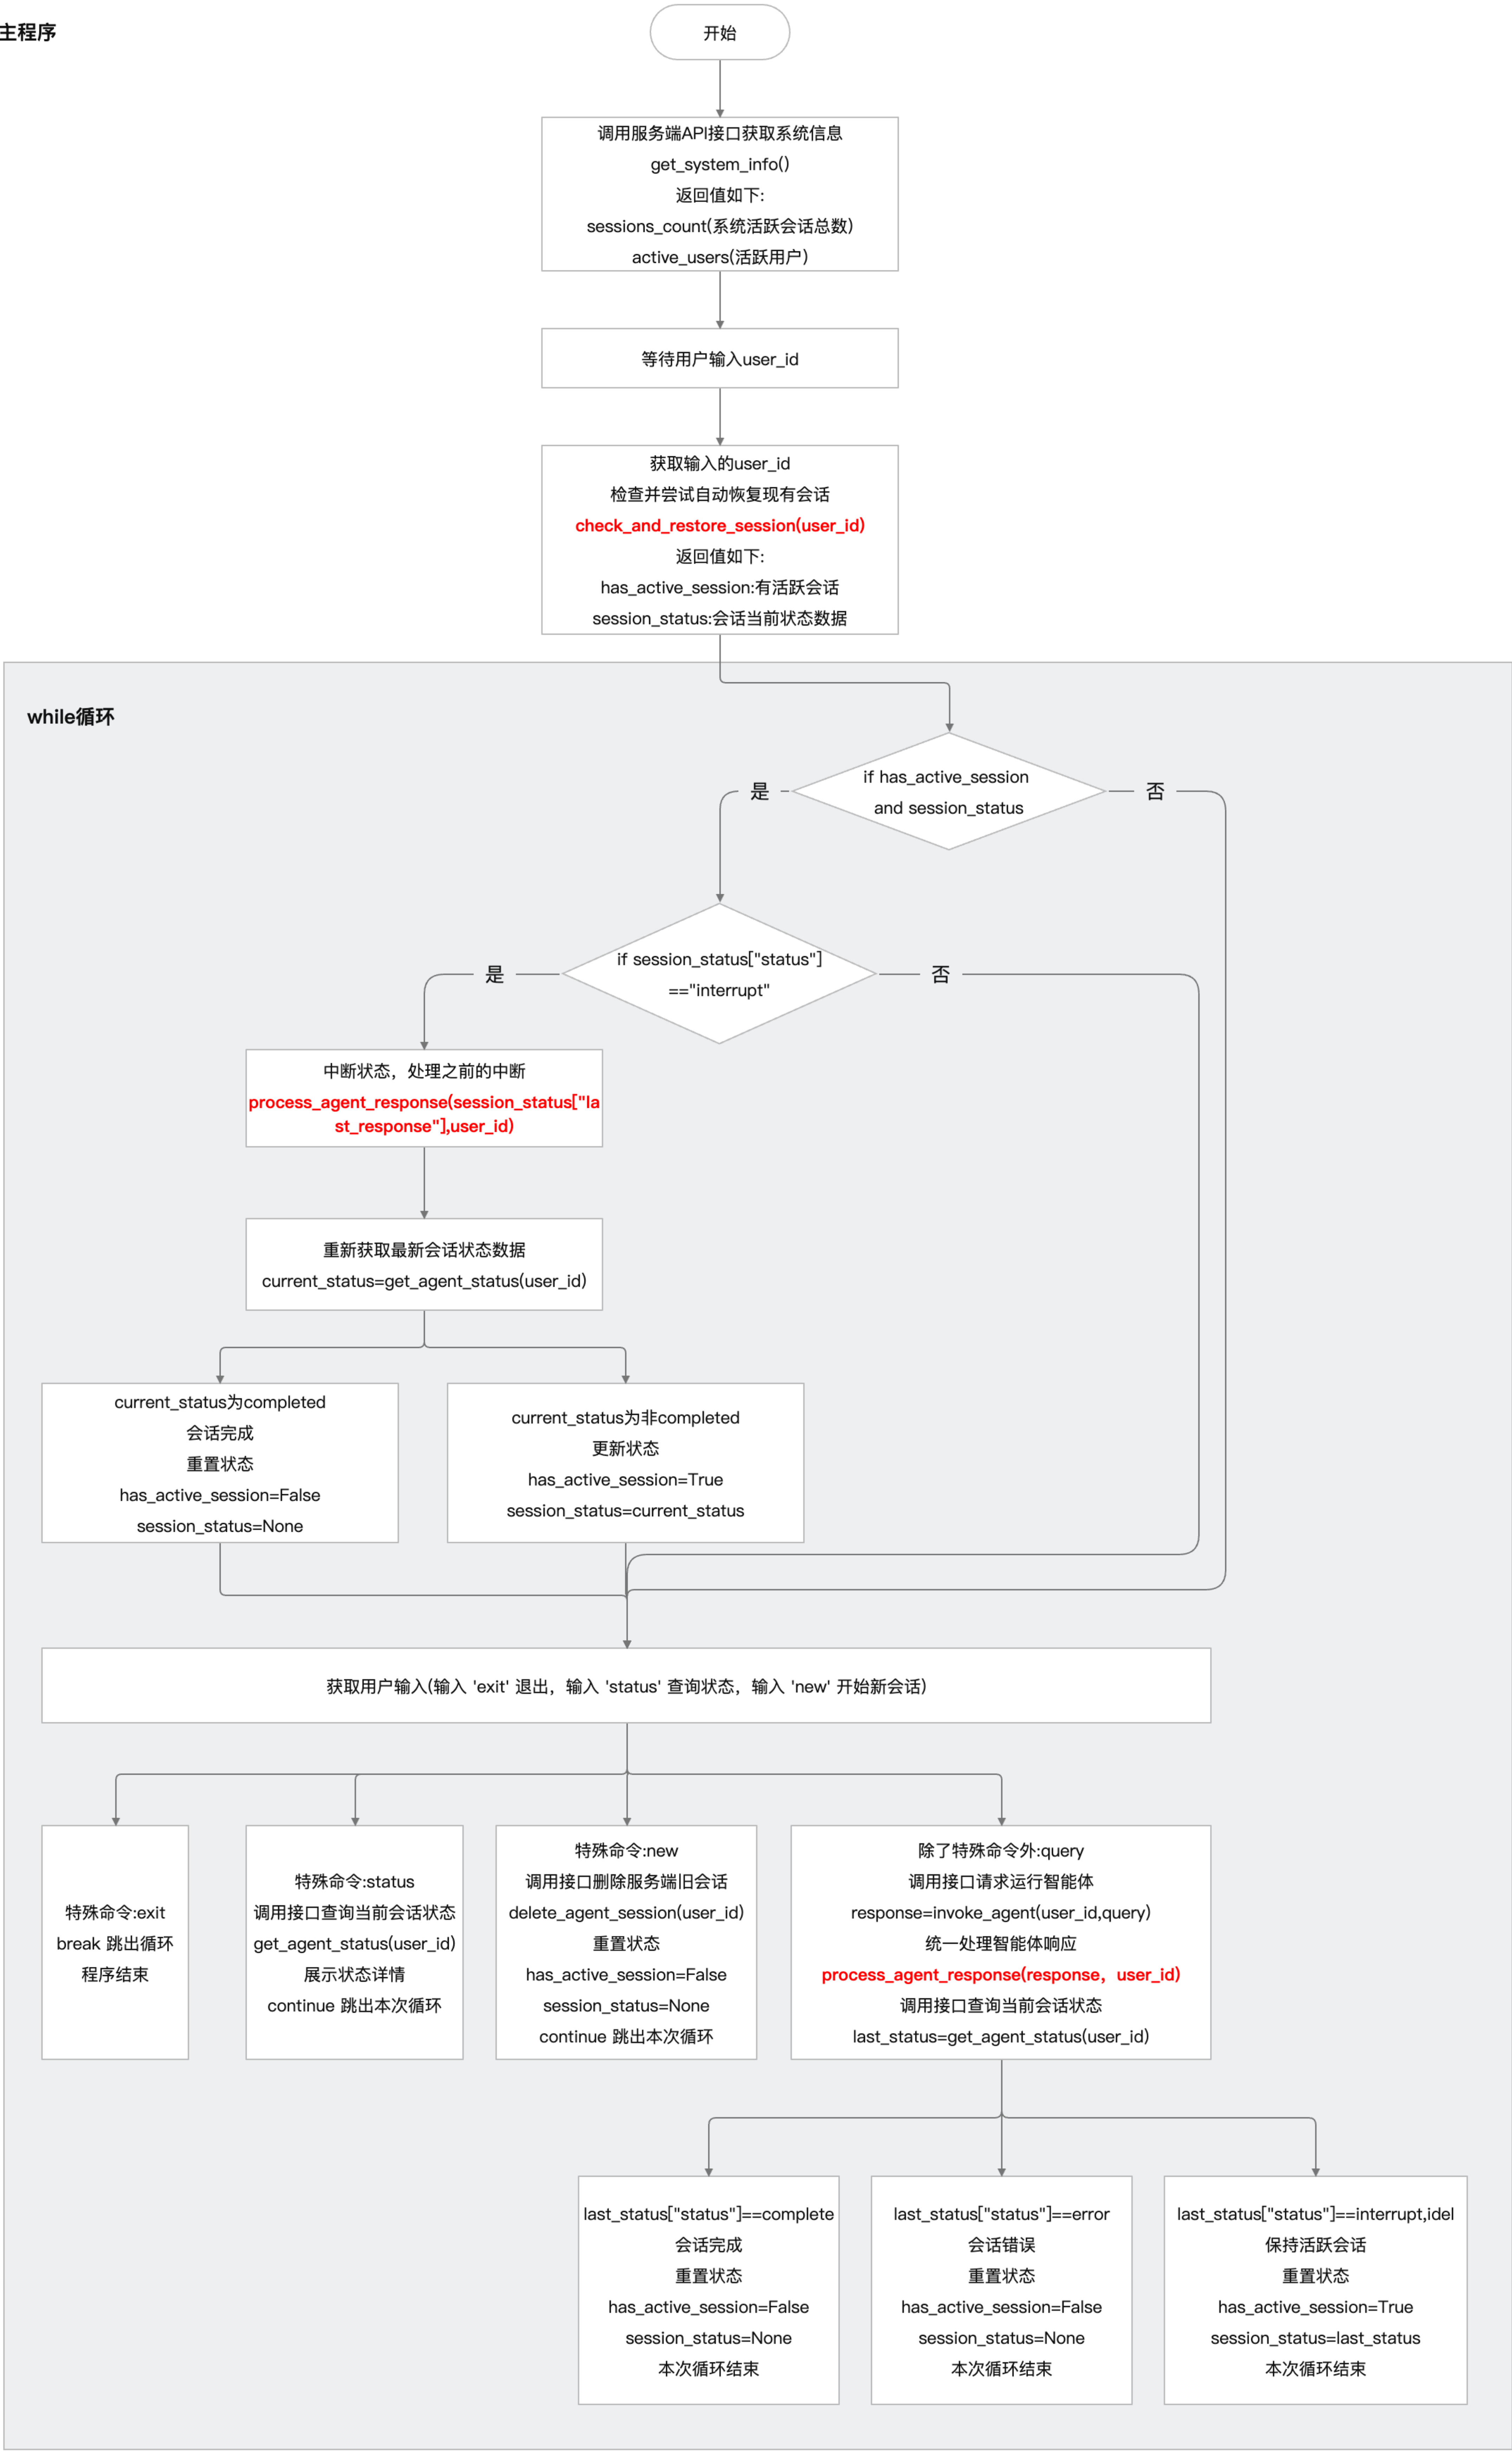 主程序
开始
调用服务端API接口获取系统信息
get_system_info()
返回值如下:
sessions_count(系统活跃会话总数)
active_users(活跃用户)
等待用户输入user_id
获取输入的user_id
检查并尝试自动恢复现有会话
check_and_restore_session(user_id)
返回值如下:
has_active_session:有活跃会话
session_status:会话当前状态数据
while循环
if has_active_session
and session_status
是
否
if session_status["status"]
=="interrupt"
是
否
中断状态，处理之前的中断
process_agent_response(session_status["la
st_response"],user_id)
重新获取最新会话状态数据
current_status=get_agent_status(user_id)
current_status为completed
会话完成
重置状态
has_active_session=False
session_status=None
current_status为非completed
更新状态
has_active_session=True
session_status=current_status
获取用户输入(输入 'exit' 退出，输入 'status' 查询状态，输入 'new' 开始新会话)
特殊命令:exit
break 跳出循环
程序结束
特殊命令:status
调用接口查询当前会话状态
get_agent_status(user_id)
展示状态详情
continue 跳出本次循环
特殊命令:new
调用接口删除服务端旧会话
delete_agent_session(user_id)
重置状态
has_active_session=False
session_status=None
continue 跳出本次循环
除了特殊命令外:query
调用接口请求运行智能体
response=invoke_agent(user_id,query)
统一处理智能体响应
process_agent_response(response，user_id)
调用接口查询当前会话状态
last_status=get_agent_status(user_id)
last_status["status"]==complete
会话完成
重置状态
has_active_session=False
session_status=None
本次循环结束
last_status["status"]==error
会话错误
重置状态
has_active_session=False
session_status=None
本次循环结束
last_status["status"]==interrupt,idel
保持活跃会话
重置状态
has_active_session=True
session_status=last_status
本次循环结束